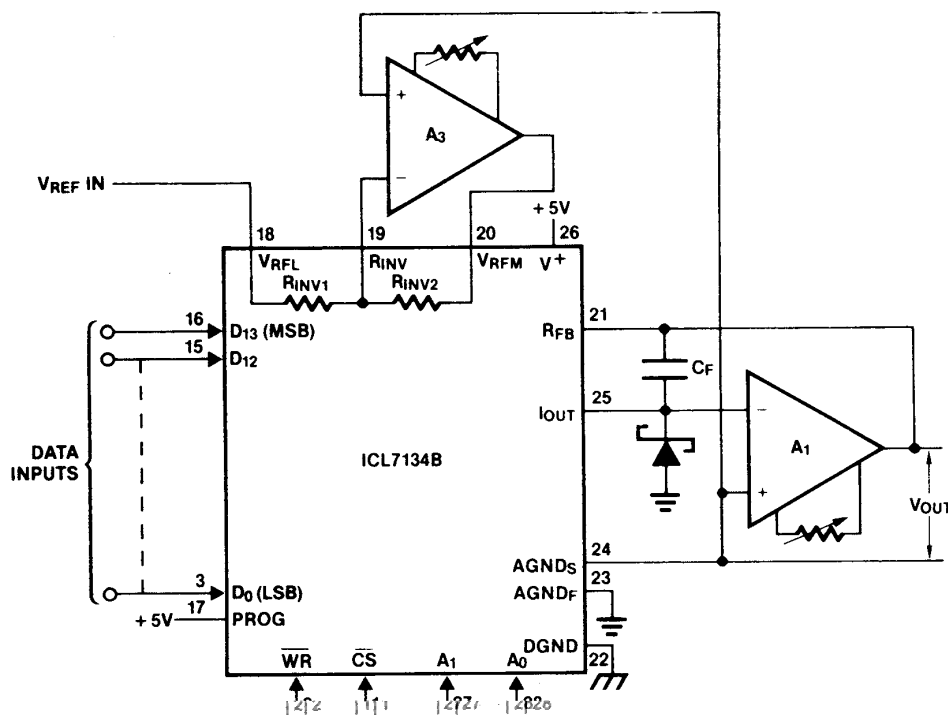 +
A3
−
VREF IN
+5V
18
19
20
26
VRFL
RINV
VRFM
V+
RINV1
RINV2
16
D13 (MSB)
15
D12
21
RFB
CF
25
IOUT
−
A1
+
DATA
INPUTS
ICL7134B
VOUT
24
AGNDS
23
AGNDF
3
D0 (LSB)
17
+5V
PROG
DGND
22
WR
CS
A1
A0